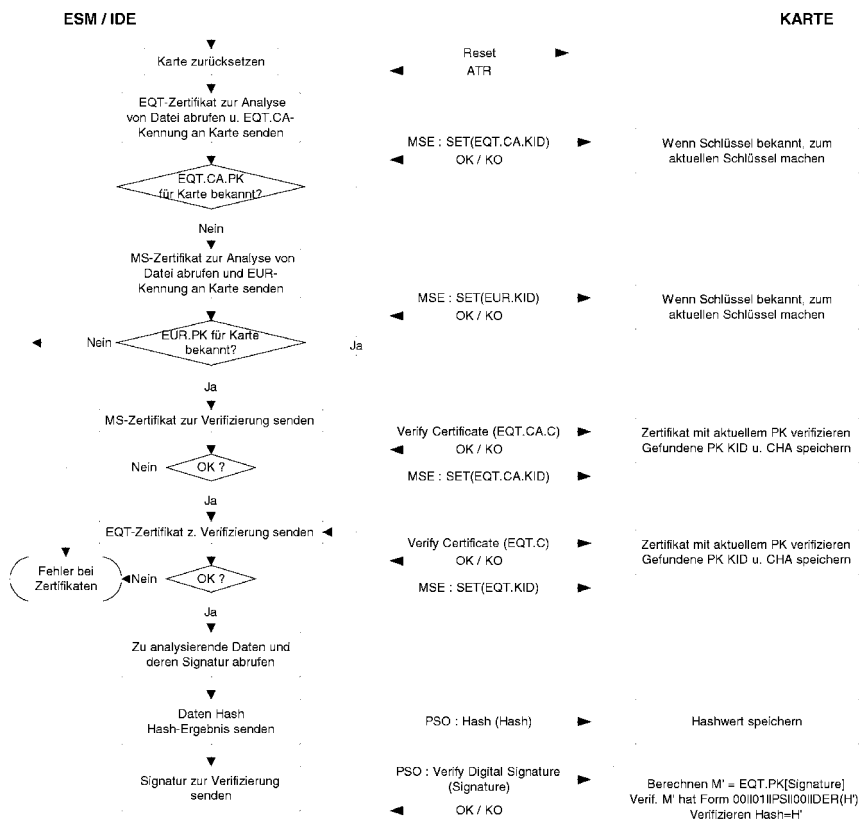 ESM / IDE
KARTE
Karte zurücksetzen
Reset
ATR
EQT-Zertifikat zur Analyse
von Datei abrufen u. EQT.CA-
Kennung an Karte senden
MSE : SET(EQT.CA.KID)
OK / KO
Wenn Schlüssel bekannt, zum
aktuellen Schlüssel machen
EQT.CA.PK
für Karte bekannt?
Nein
MS-Zertifikat zur Analyse von
Datei abrufen und EUR-
Kennung an Karte senden
MSE : SET(EUR.KID)
OK / KO
Wenn Schlüssel bekannt, zum
aktuellen Schlüssel machen
Nein
EUR.PK für Karte
bekannt?
Ja
Ja
MS-Zertifikat zur Verifizierung senden
Verify Certificate (EQT.CA.C)
OK / KO
Zertifikat mit aktuellem PK verifizieren
Gefundene PK KID u. CHA speichern
Nein
OK ?
MSE : SET(EQT.CA.KID)
Ja
EQT-Zertifikat z. Verifizierung senden
Verify Certificate (EQT.C)
OK / KO
Zertifikat mit aktuellem PK verifizieren
Gefundene PK KID u. CHA speichern
Fehler bei
Zertifikaten
Nein
OK ?
MSE : SET(EQT.KID)
Ja
Zu analysierende Daten und
deren Signatur abrufen
Daten Hash
Hash-Ergebnis senden
PSO : Hash (Hash)
Hashwert speichern
Signatur zur Verifizierung
senden
PSO : Verify Digital Signature
(Signature)
OK / KO
Berechnen M' = EQT.PK[Signature]
Verif. M' hat Form 00II01IIPSII00IIDER(H')
Verifizieren Hash=H'